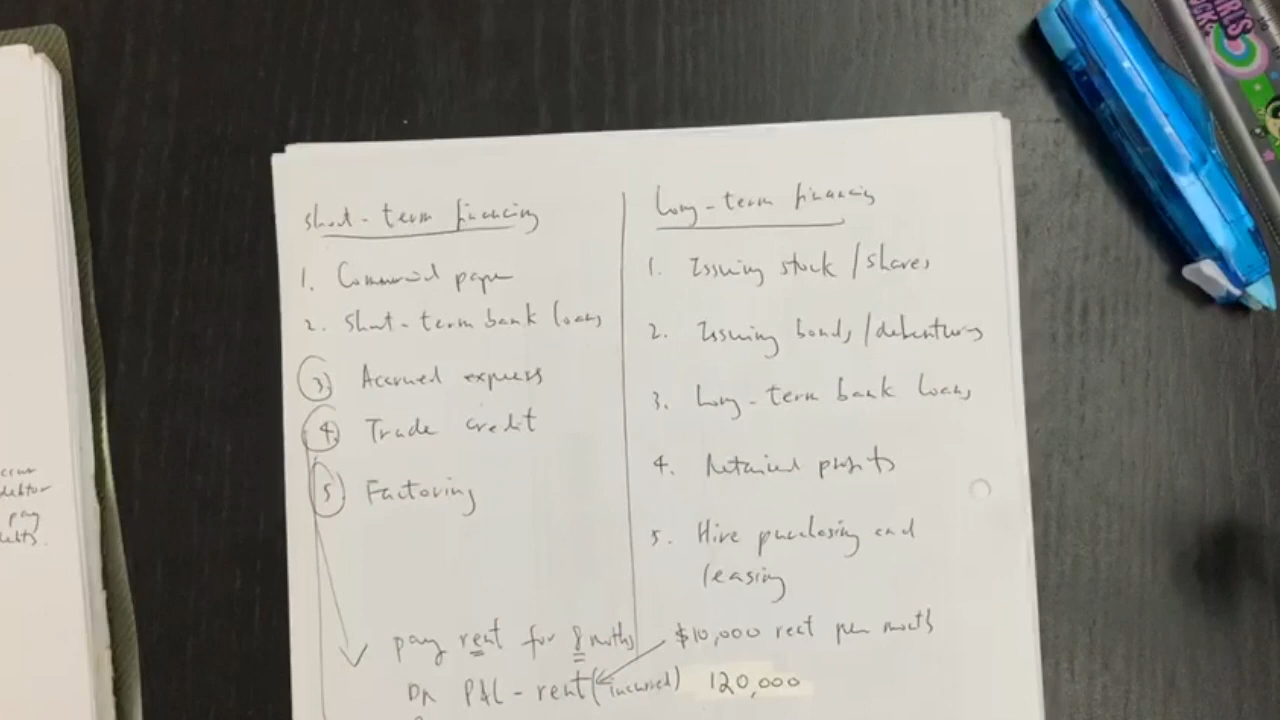 short-term financing
1. Commercial paper
2. Short-term bank loans
3) Accrued expenses
4. Trade credit
5) Factoring
Long-term financing
1. Issuing stock / shares
2. Issuing bonds / debentures
3. Long-term bank loans
4. Retained profits
5. Hire purchasing and
leasing
pay rent for 8 months
$10,000 rent per month
DR P&L - rent (incurred) 120,000
debtor
pay
debts.